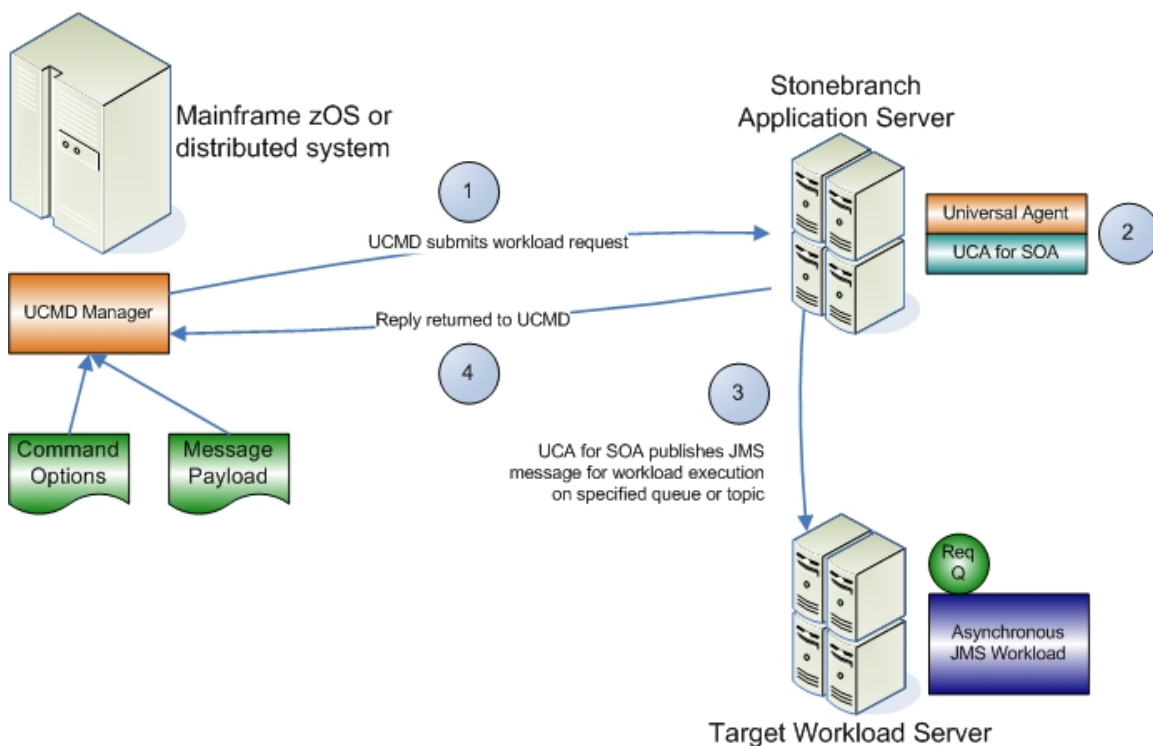 Mainframe zOS or
distributed system
Stonebranch
Application Server
1
UCMD submits workload request
Universal Agent
UCA for SOA
2
UCMD Manager
Reply returned to UCMD
4
3
Command
Options
Message
Payload
UCA for SOA publishes JMS
message for workload execution
on specified queue or topic
Req
Q
Asynchronous
JMS Workload
Target Workload Server